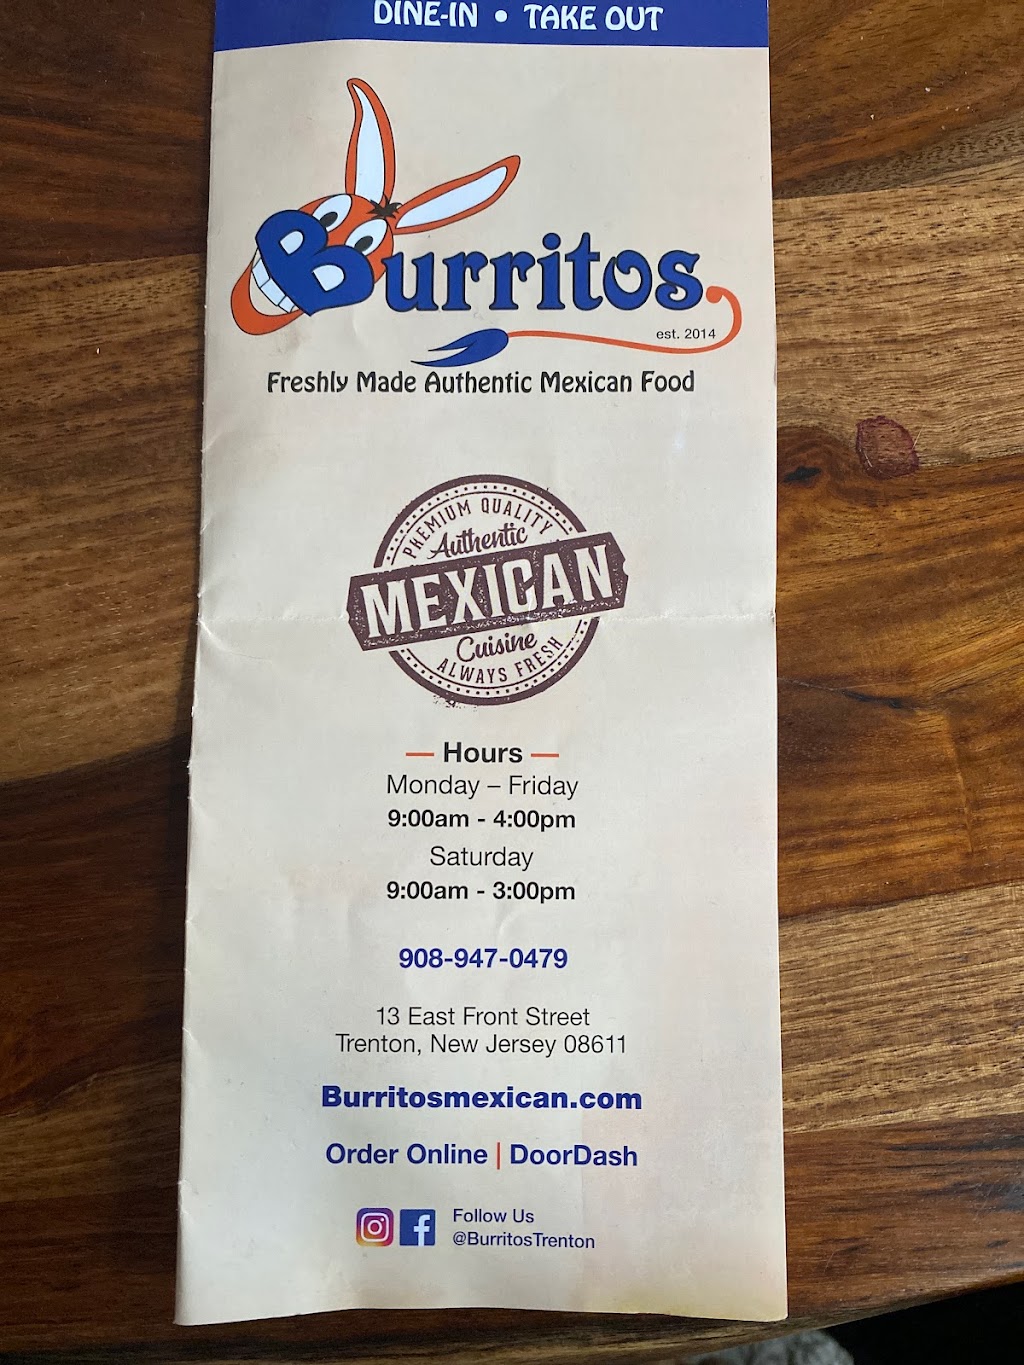 DINE-IN • TAKE OUT
Burritos
est. 2014
Freshly Made Authentic Mexican Food
PREMIUM QUALITY
Authentic
MEXICAN
Cuisine
ALWAYS FRESH
— Hours —
Monday – Friday
9:00am - 4:00pm
Saturday
9:00am - 3:00pm
908-947-0479
13 East Front Street
Trenton, New Jersey 08611
Burritosmexican.com
Order Online | DoorDash
Follow Us
@BurritosTrenton